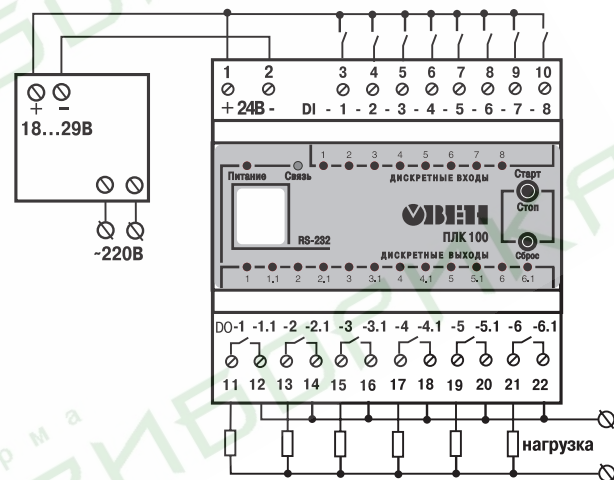 1 2 3 4 5 6 7 8 9 10
+ 24В - DI - 1 - 2 - 3 - 4 - 5 - 6 - 7 - 8
+ –
18...29В
~220В
1 2 3 4 5 6 7 8
Питание Связь ДИСКРЕТНЫЕ ВХОДЫ Старт
Стоп
ОВЕН
ПЛК 100
RS-232
ДИСКРЕТНЫЕ ВЫХОДЫ Сброс
1 1.1 2 2.1 3 3.1 4 4.1 5 5.1 6 6.1
DO-1 -1.1 -2 -2.1 -3 -3.1 -4 -4.1 -5 -5.1 -6 -6.1
11 12 13 14 15 16 17 18 19 20 21 22
нагрузка